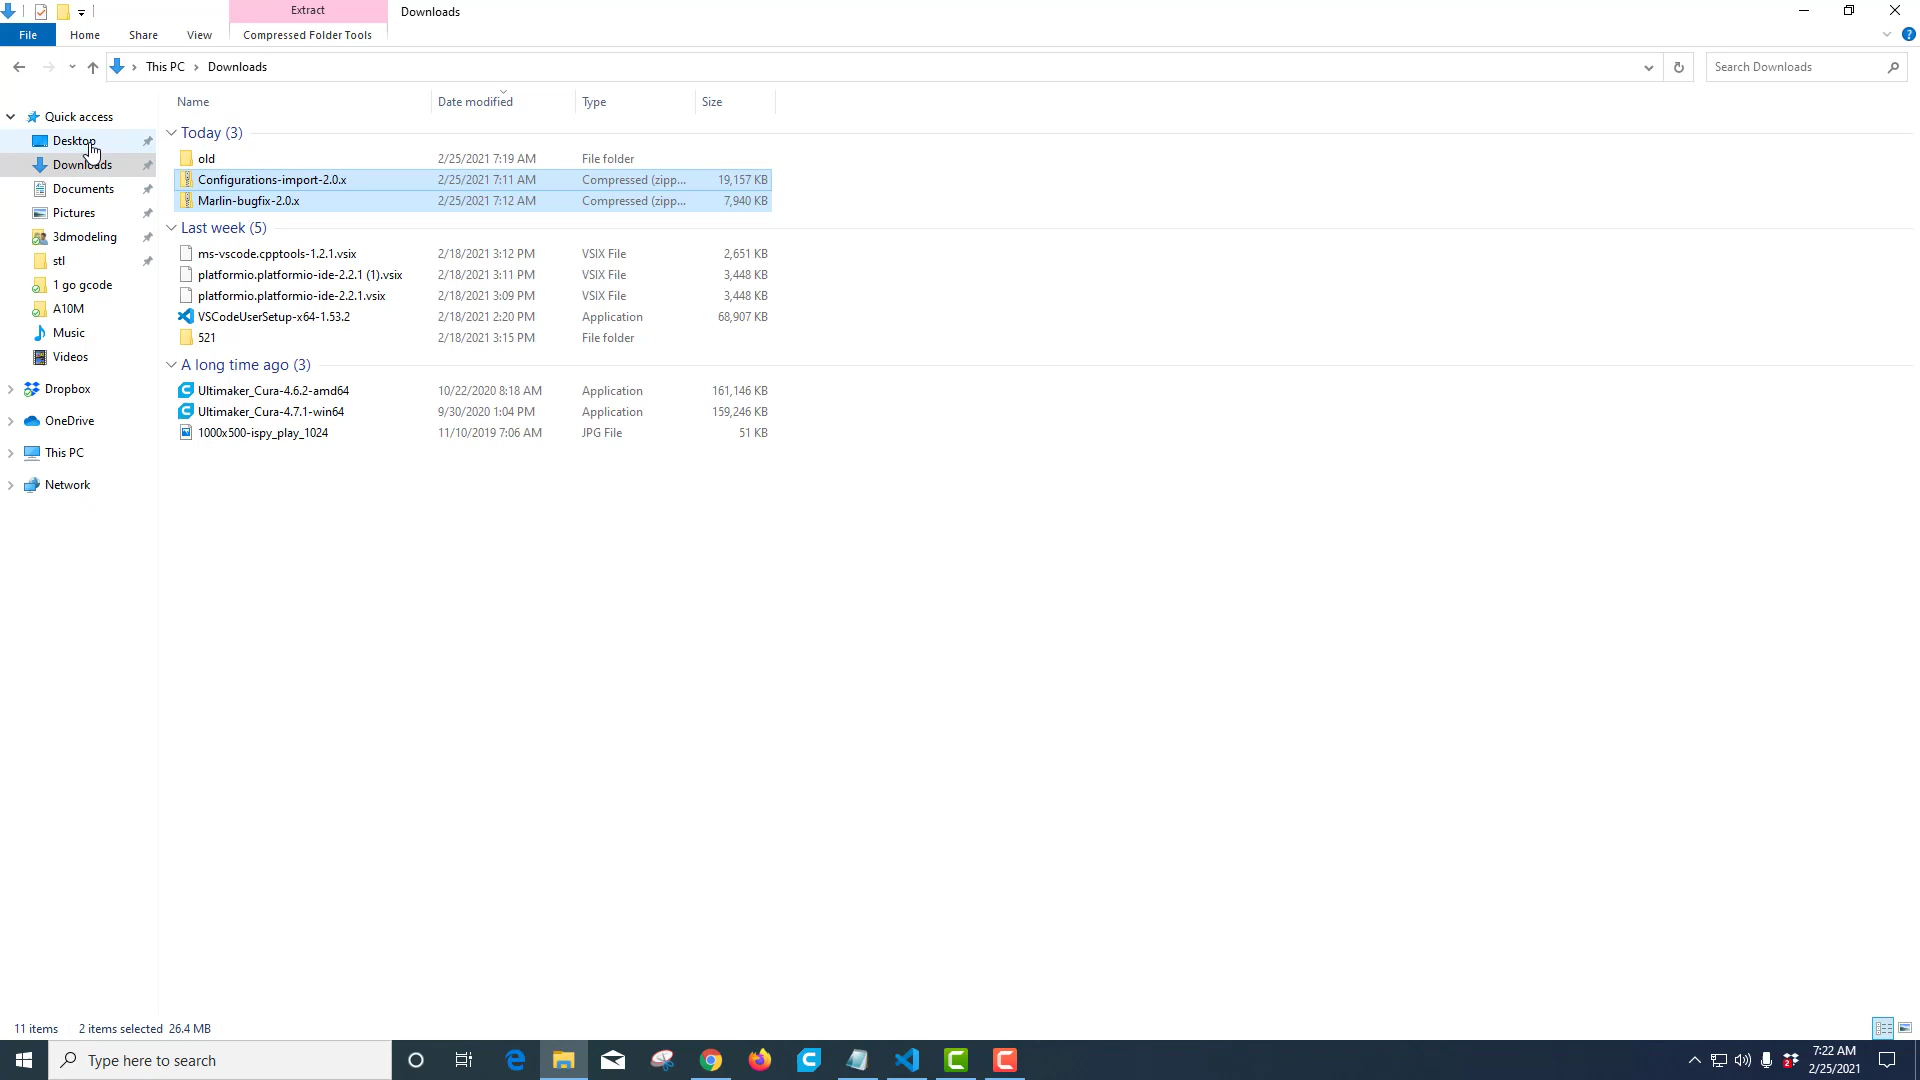 Extract
Downloads
File
Home
Share
View
Compressed Folder Tools
This PC
Downloads
Search Downloads
Name
Date modified
Type
Size
Quick access
Desktop
Downloads
Documents
Pictures
3dmodeling
stl
1 go gcode
A10M
Music
Videos
Dropbox
OneDrive
This PC
Network
Today (3)
old 2/25/2021 7:19 AM File folder
Configurations-import-2.0.x 2/25/2021 7:11 AM Compressed (zipp... 19,157 KB
Marlin-bugfix-2.0.x 2/25/2021 7:12 AM Compressed (zipp... 7,940 KB
Last week (5)
ms-vscode.cpptools-1.2.1.vsix 2/18/2021 3:12 PM VSIX File 2,651 KB
platformio.platformio-ide-2.2.1 (1).vsix 2/18/2021 3:11 PM VSIX File 3,448 KB
platformio.platformio-ide-2.2.1.vsix 2/18/2021 3:09 PM VSIX File 3,448 KB
VSCodeUserSetup-x64-1.53.2 2/18/2021 2:20 PM Application 68,907 KB
521 2/18/2021 3:15 PM File folder
A long time ago (3)
Ultimaker_Cura-4.6.2-amd64 10/22/2020 8:18 AM Application 161,146 KB
Ultimaker_Cura-4.7.1-win64 9/30/2020 1:04 PM Application 159,246 KB
1000x500-ispy_play_1024 11/10/2019 7:06 AM JPG File 51 KB
11 items 2 items selected 26.4 MB
Type here to search
2
7:22 AM
2/25/2021